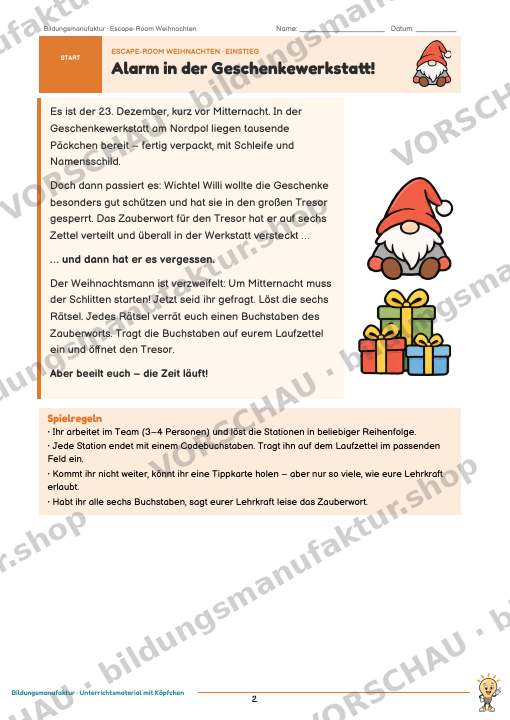 Bildungsmanufaktur · Escape-Room Weihnachten
Name: ____________________ Datum: __________
START
ESCAPE-ROOM WEIHNACHTEN · EINSTIEG
Alarm in der Geschenkewerkstatt!
Es ist der 23. Dezember, kurz vor Mitternacht. In der
Geschenkewerkstatt am Nordpol liegen tausende
Päckchen bereit – fertig verpackt, mit Schleife und
Namensschild.
Doch dann passiert es: Wichtel Willi wollte die Geschenke
besonders gut schützen und hat sie in den großen Tresor
gesperrt. Das Zauberwort für den Tresor hat er auf sechs
Zettel verteilt und überall in der Werkstatt versteckt ...
... und dann hat er es vergessen.
Der Weihnachtsmann ist verzweifelt: Um Mitternacht muss
der Schlitten starten! Jetzt seid ihr gefragt. Löst die sechs
Rätsel. Jedes Rätsel verrät euch einen Buchstaben des
Zauberworts. Tragt die Buchstaben auf eurem Laufzettel
ein und öffnet den Tresor.
Aber beeilt euch – die Zeit läuft!
Spielregeln
· Ihr arbeitet im Team (3–4 Personen) und löst die Stationen in beliebiger Reihenfolge.
· Jede Station endet mit einem Codebuchstaben. Tragt ihn auf dem Laufzettel im passenden
Feld ein.
· Kommt ihr nicht weiter, könnt ihr eine Tippkarte holen – aber nur so viele, wie eure Lehrkraft
erlaubt.
· Habt ihr alle sechs Buchstaben, sagt eurer Lehrkraft leise das Zauberwort.
VORSCHAU · bildungsmanufaktur.shop
VORSCHAU · bildungsmanufaktur.shop
VORSCHAU · bildungsmanufaktur.shop
Bildungsmanufaktur · Unterrichtsmaterial mit Köpfchen
2